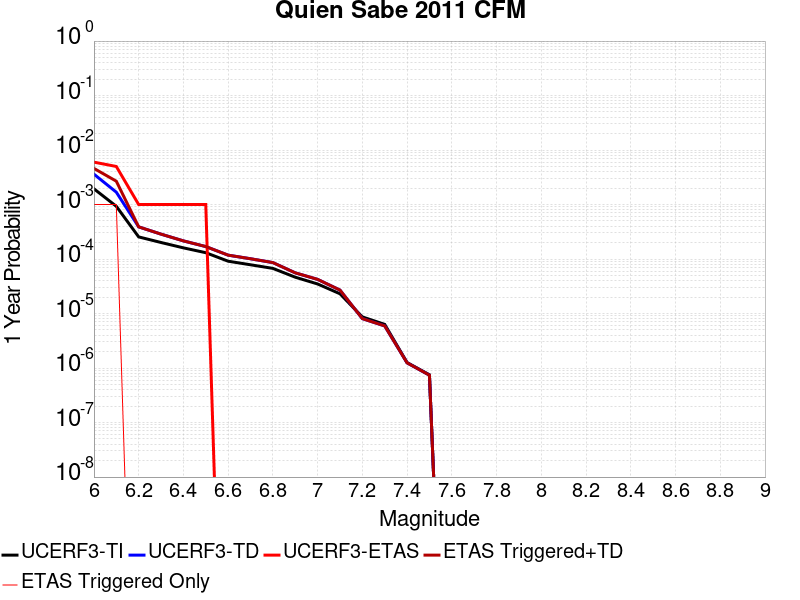 Quien Sabe 2011 CFM
10^0
10^-1
10^-2
10^-3
10^-4
10^-5
10^-6
10^-7
10^-8
1 Year Probability
6 6.2 6.4 6.6 6.8 7 7.2 7.4 7.6 7.8 8 8.2 8.4 8.6 8.8 9
Magnitude
UCERF3-TI UCERF3-TD UCERF3-ETAS ETAS Triggered+TD
ETAS Triggered Only